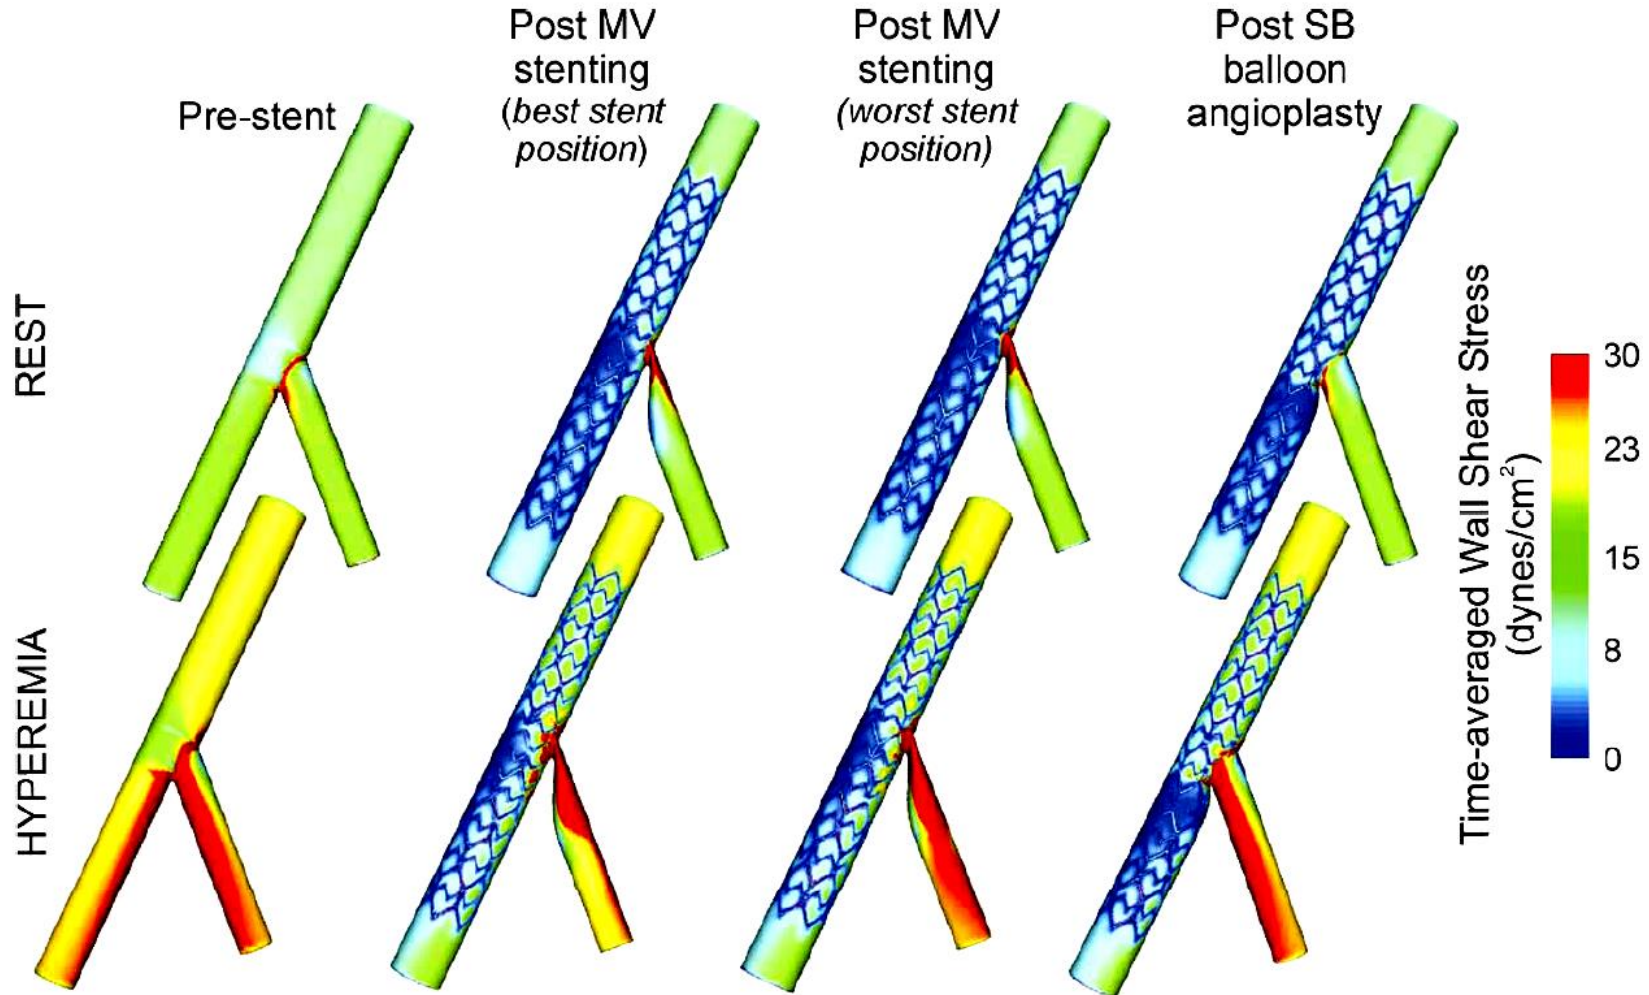 Pre-stent
Post MV
stenting
(best stent
position)
Post MV
stenting
(worst stent
position)
Post SB
balloon
angioplasty
REST
HYPEREMIA
Time-averaged Wall Shear Stress
(dynes/cm²)
30
23
15
8
0